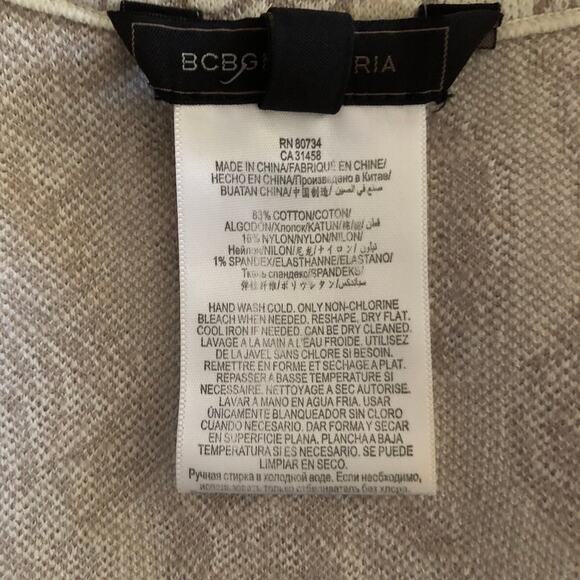 BCBG RIA
RN 80734
CA 31458
MADE IN CHINA/FABRIQUÉ EN CHINE/
HECHO EN CHINA/Произведено в Китае/
BUATAN CHINA/中国制造/ صنع في الصين
83% COTTON/COTON/
ALGODÓN/Хлопок/KATUN/棉/綿/قطن
16% NYLON/NYLON/NILON/
Нейлон/NILON/尼龙/ナイロン/نيلون
1% SPANDEX/ELASTHANNE/ELASTANO/
Ткань спандекс/SPANDEKS/
弹性纤维/ポリウレタン/سباندكس
HAND WASH COLD. ONLY NON-CHLORINE
BLEACH WHEN NEEDED. RESHAPE, DRY FLAT.
COOL IRON IF NEEDED. CAN BE DRY CLEANED.
LAVAGE A LA MAIN A L'EAU FROIDE. UTILISEZ
DE LA JAVEL SANS CHLORE SI BESOIN.
REMETTRE EN FORME ET SECHAGE A PLAT.
REPASSER A BASSE TEMPERATURE SI
NECESSAIRE. NETTOYAGE A SEC AUTORISE.
LAVAR A MANO EN AGUA FRIA. USAR
ÚNICAMENTE BLANQUEADOR SIN CLORO
CUANDO NECESARIO. DAR FORMA Y SECAR
EN SUPERFICIE PLANA. PLANCHA A BAJA
TEMPERATURA SI ES NECESARIO. SE PUEDE
LIMPIAR EN SECO.
Ручная стирка в холодной воде. Если необходимо,
использовать только отбеливатель без хлора.